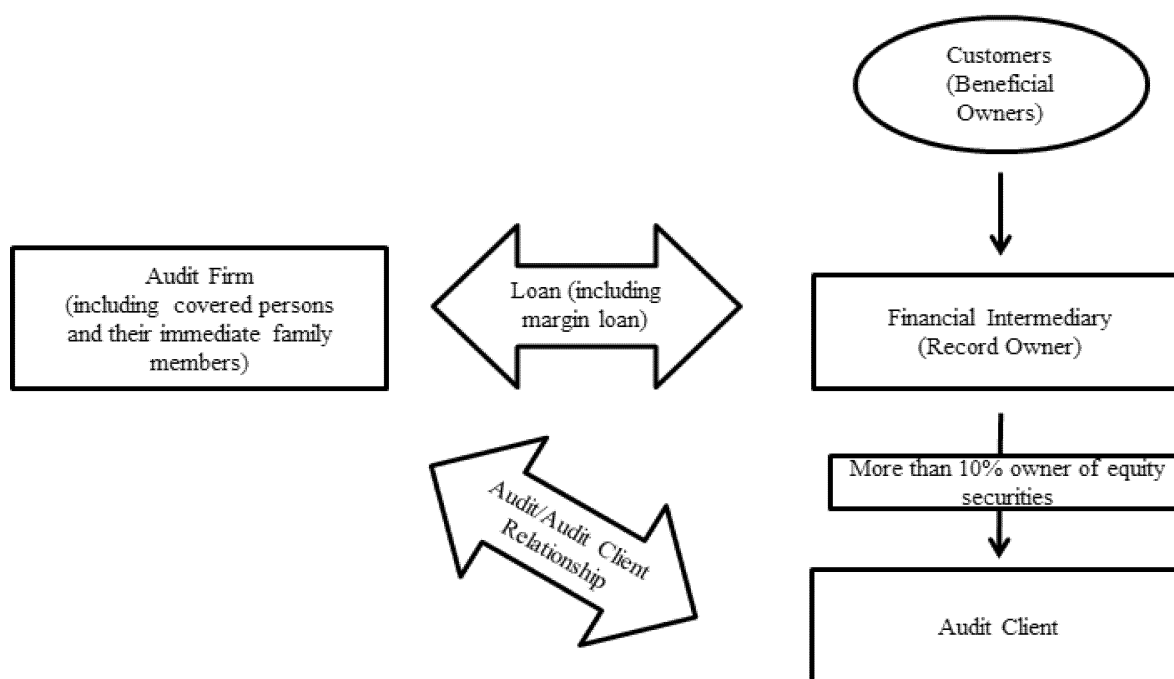 Customers
(Beneficial
Owners)
Audit Firm
(including covered persons
and their immediate family
members)
Loan (including
margin loan)
Financial Intermediary
(Record Owner)
More than 10% owner of equity
securities
Audit/Audit Client
Relationship
Audit Client